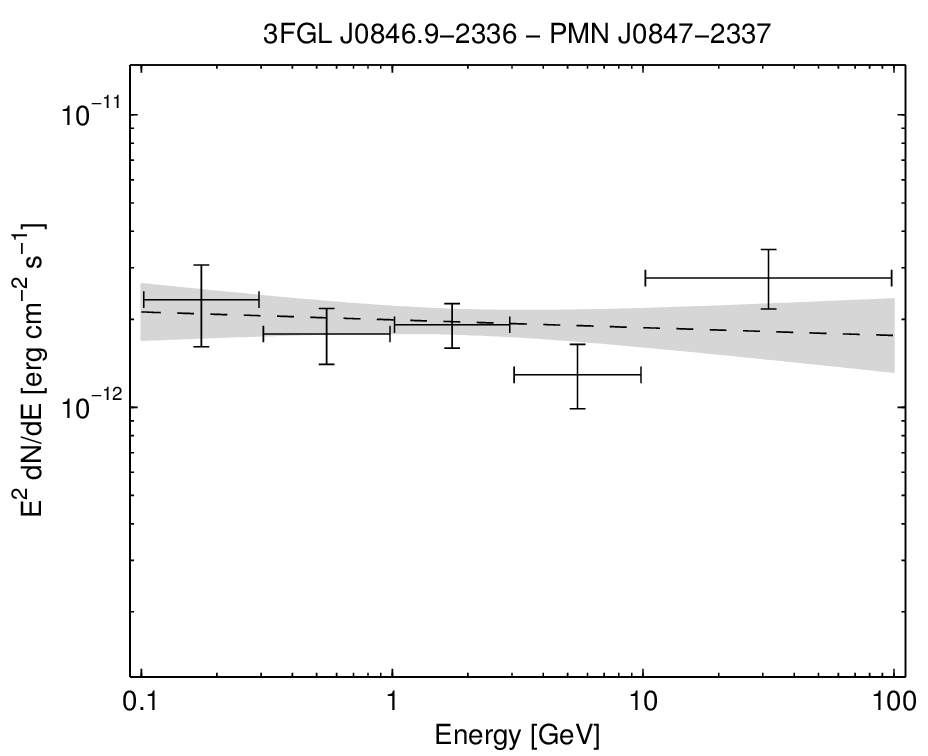 3FGL J0846.9−2336 − PMN J0847−2337
E² dN/dE [erg cm⁻² s⁻¹]
10⁻¹¹
10⁻¹²
0.1 1 10 100
Energy [GeV]